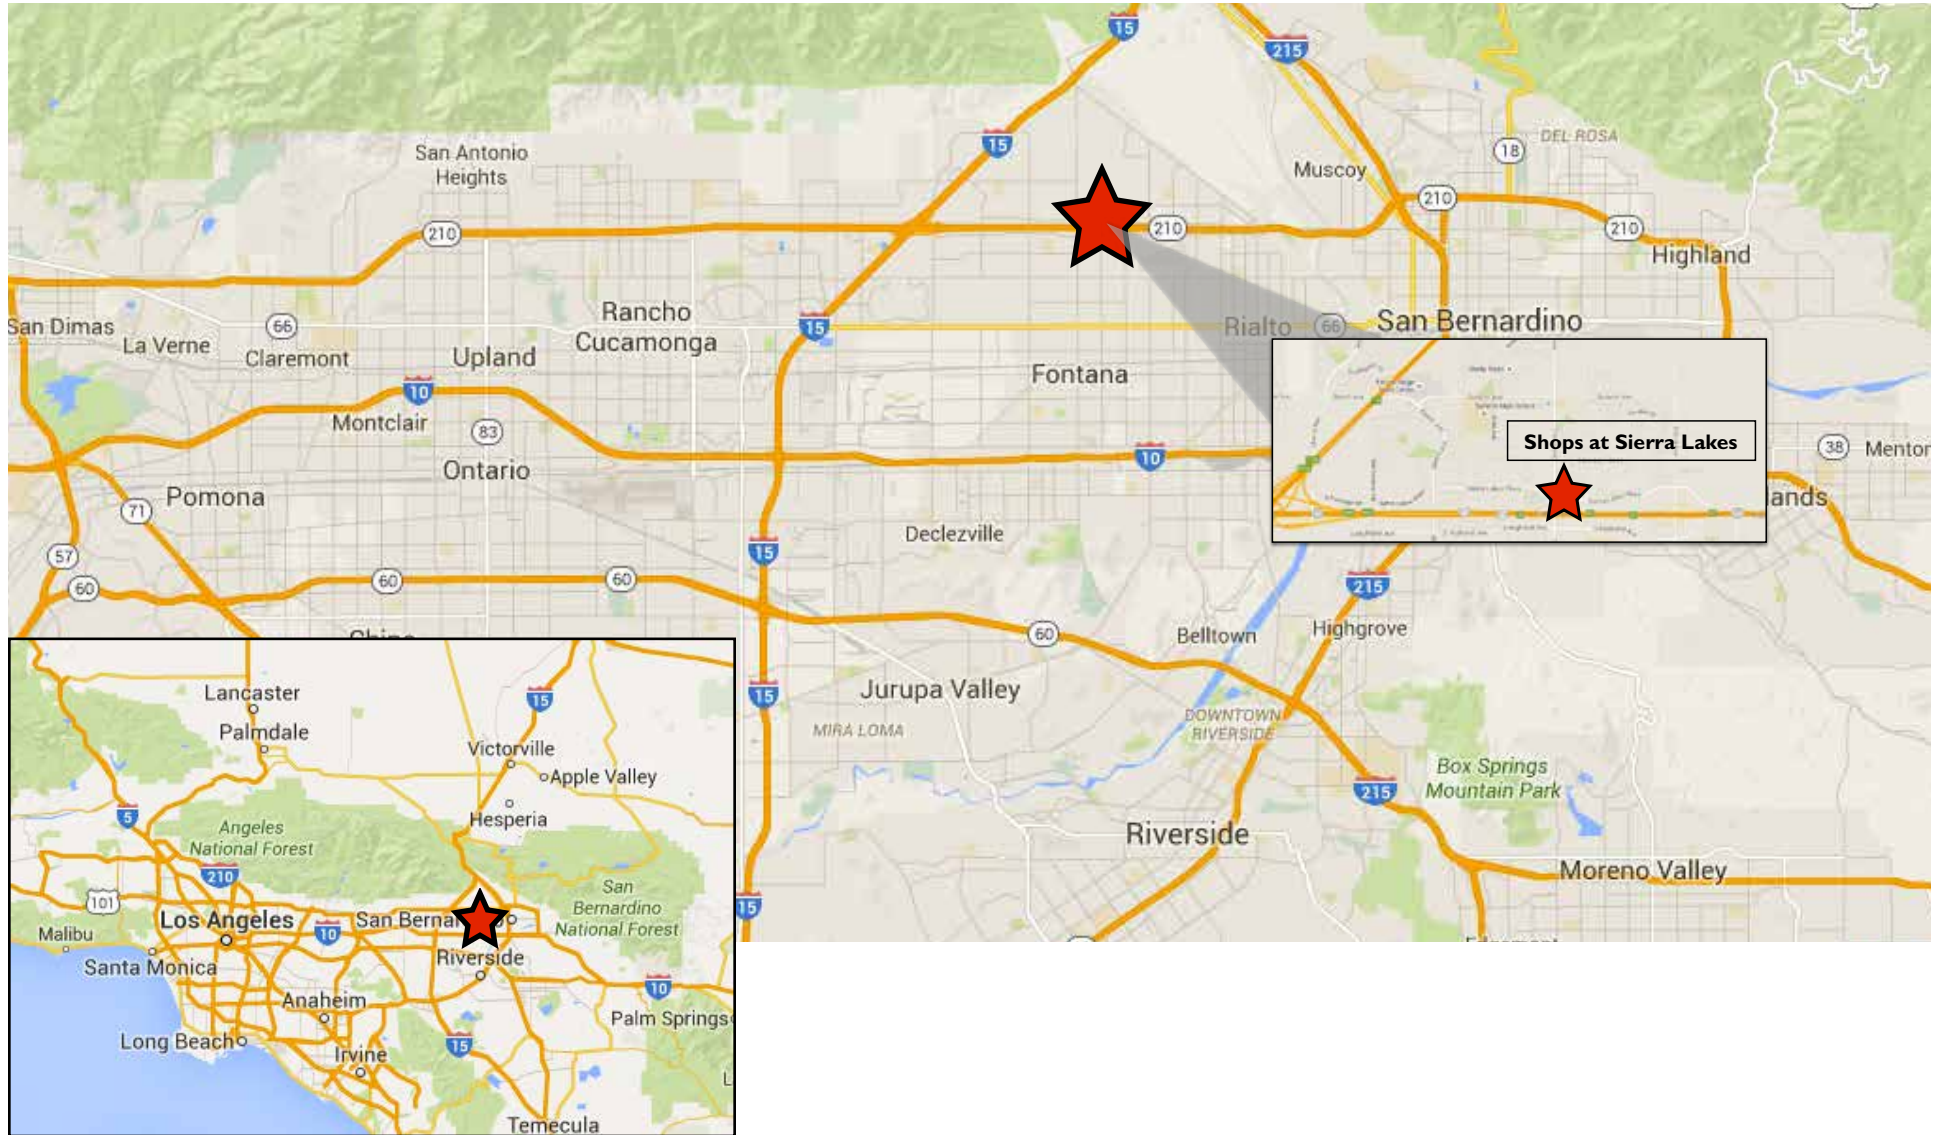 15
215
18
DEL ROSA
San Antonio
Heights
15
Muscoy
210
210
210
210
Highland
San Dimas
La Verne
66
Claremont
Upland
Rancho
Cucamonga
15
Rialto
66
San Bernardino
Fontana
10
Montclair
83
Ontario
10
Shops at Sierra Lakes
38
Mentor
lands
Pomona
71
Declezville
57
15
60
60
60
215
60
Belltown
Highgrove
15
Jurupa Valley
MIRA LOMA
DOWNTOWN
RIVERSIDE
Box Springs
Mountain Park
215
Riverside
Moreno Valley
15
Lancaster
Palmdale
15
Victorville
Apple Valley
Hesperia
5
Angeles
National Forest
210
101
Los Angeles
10
San Bernar
San
Bernardino
National Forest
Malibu
Santa Monica
Riverside
10
Anaheim
Palm Springs
Long Beach
15
Irvine
Temecula